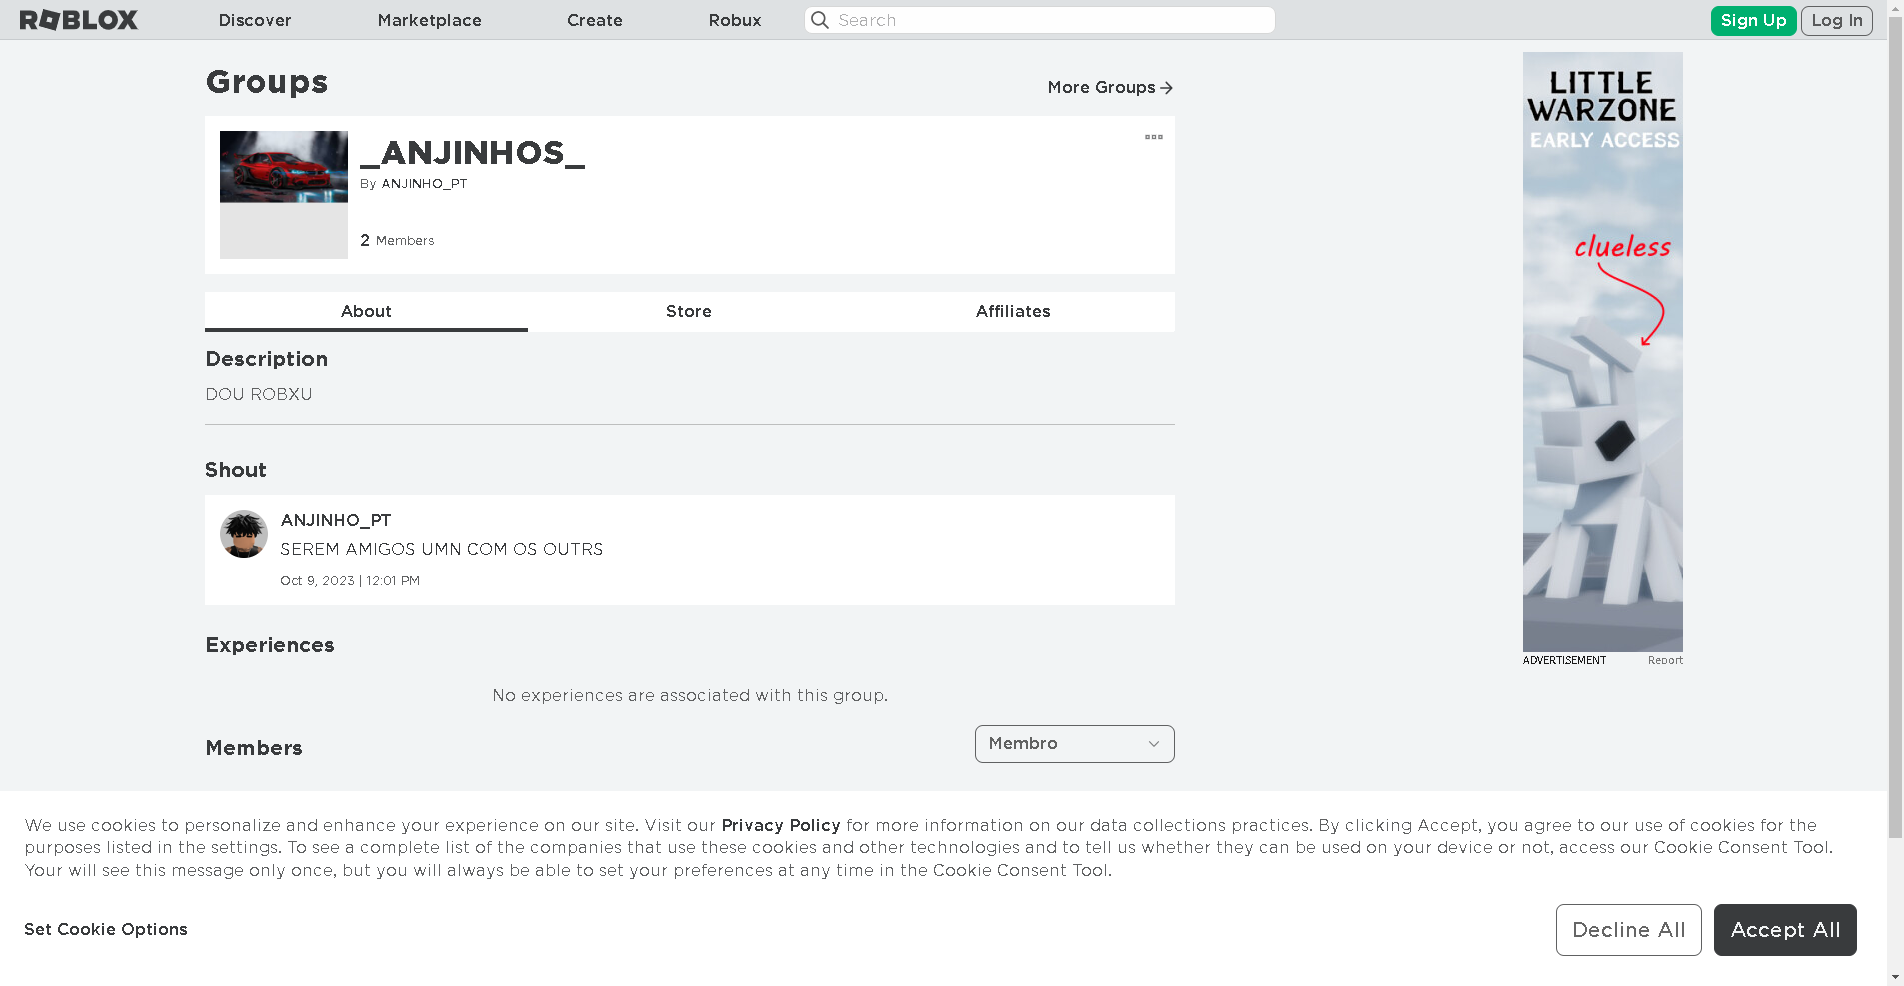 ROBLOX Discover Marketplace Create Robux Search Sign Up Log In
Groups
More Groups
_ANJINHOS_
By ANJINHO_PT
2 Members
About Store Affiliates
Description
DOU ROBXU
Shout
ANJINHO_PT
SEREM AMIGOS UMN COM OS OUTRS
Oct 9, 2023 | 12:01 PM
Experiences
No experiences are associated with this group.
Members
Membro
LITTLE
WARZONE
EARLY ACCESS
clueless
ADVERTISEMENT Report
We use cookies to personalize and enhance your experience on our site. Visit our Privacy Policy for more information on our data collections practices. By clicking Accept, you agree to our use of cookies for the
purposes listed in the settings. To see a complete list of the companies that use these cookies and other technologies and to tell us whether they can be used on your device or not, access our Cookie Consent Tool.
Your will see this message only once, but you will always be able to set your preferences at any time in the Cookie Consent Tool.
Set Cookie Options
Decline All
Accept All